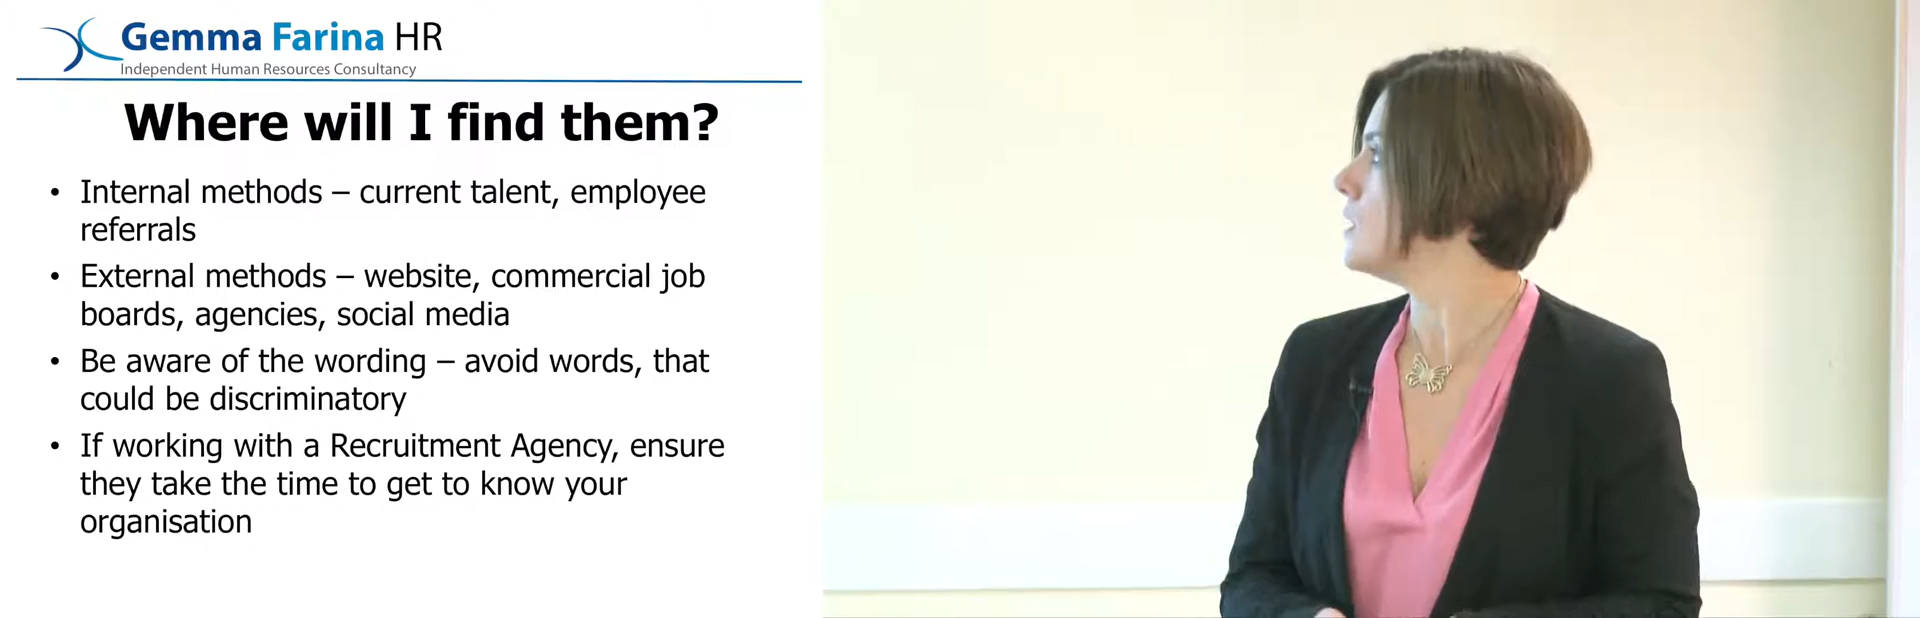 Gemma Farina HR
Independent Human Resources Consultancy
Where will I find them?
• Internal methods – current talent, employee
referrals
• External methods – website, commercial job
boards, agencies, social media
• Be aware of the wording – avoid words, that
could be discriminatory
• If working with a Recruitment Agency, ensure
they take the time to get to know your
organisation